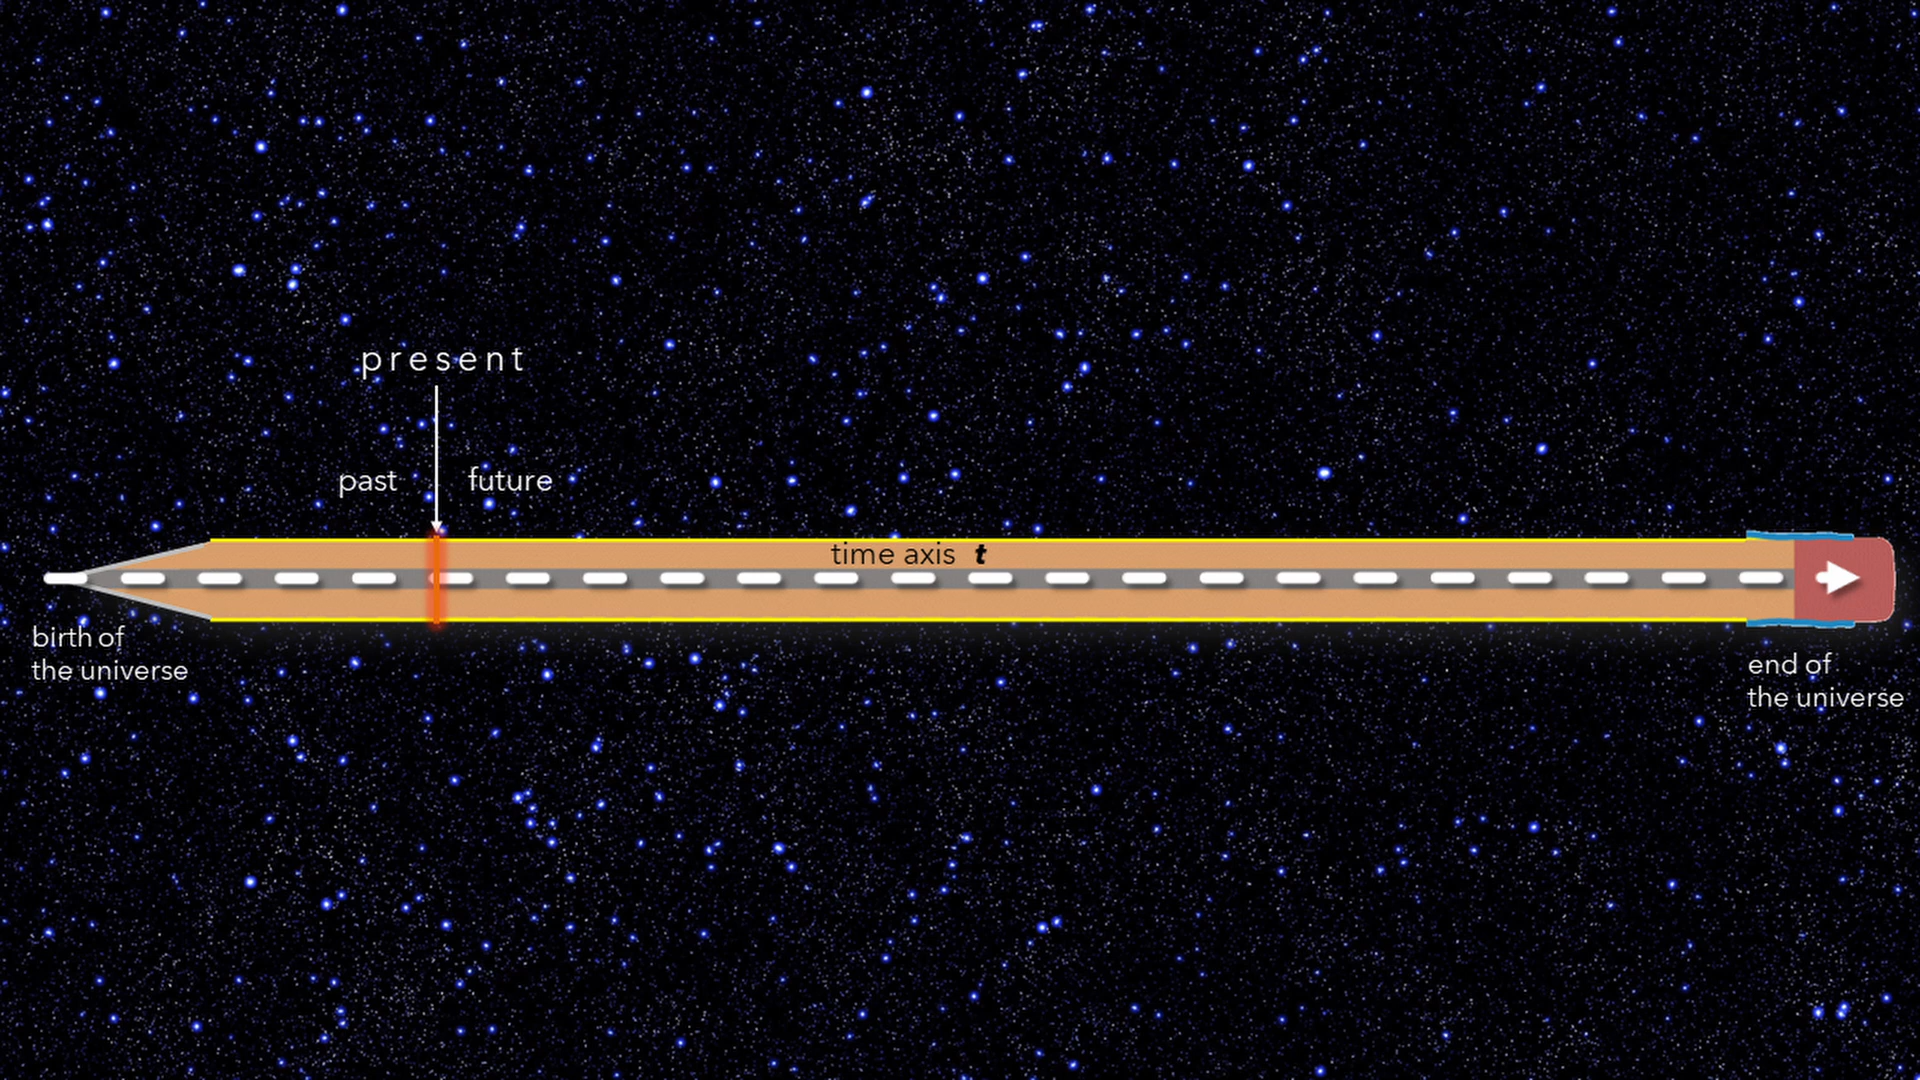 present
past future
time axis t
birth of
the universe
end of
the universe